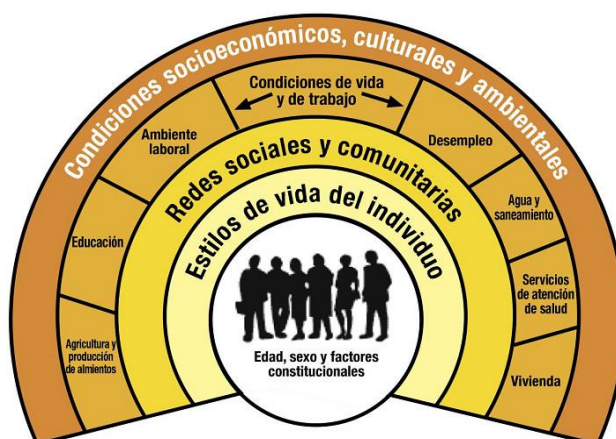 Condiciones socioeconómicos, culturales y ambientales
Condiciones de vida
y de trabajo
Ambiente
laboral
Desempleo
Redes sociales y comunitarias
Educación
Agua y
saneamiento
Estilos de vida del individuo
Servicios
de atención
de salud
Agricultura y
producción
de almientos
Edad, sexo y factores
constitucionales
Vivienda